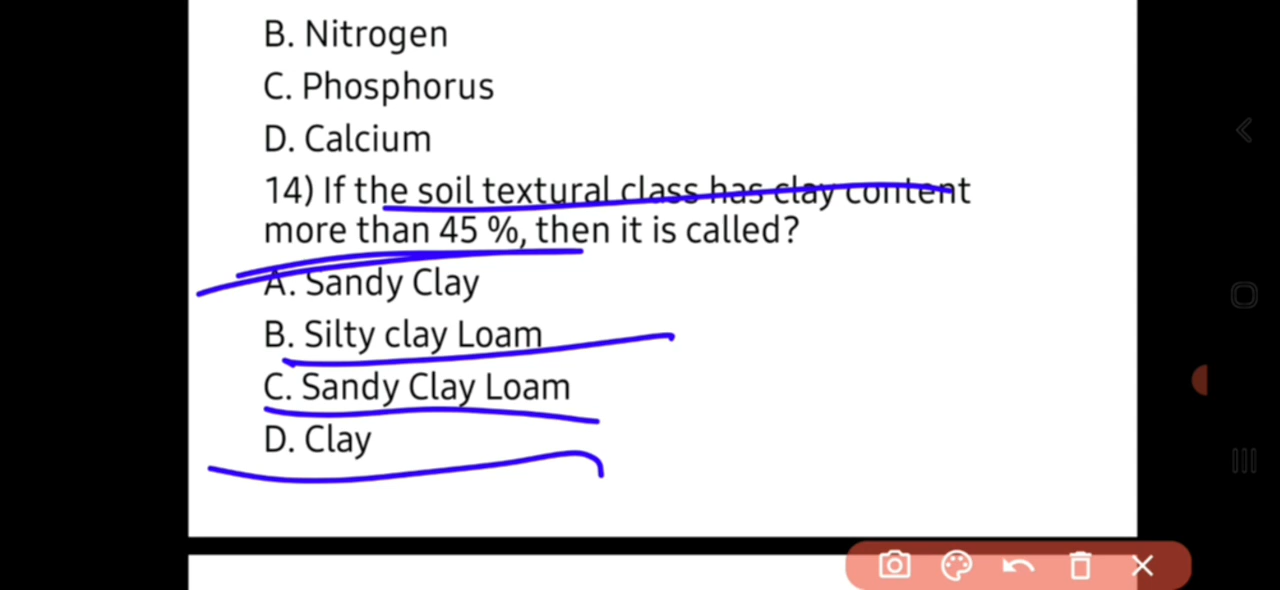 B. Nitrogen
C. Phosphorus
D. Calcium
14) If the soil textural class has clay content
more than 45 %, then it is called?
A. Sandy Clay
B. Silty clay Loam
C. Sandy Clay Loam
D. Clay